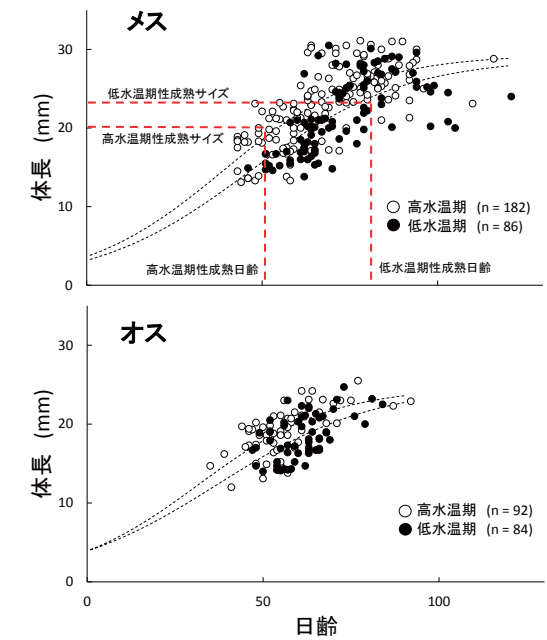 メス
30
20
10
0
体長 (mm)
低水温期性成熟サイズ
高水温期性成熟サイズ
○ 高水温期 (n = 182)
● 低水温期 (n = 86)
高水温期性成熟日齢
低水温期性成熟日齢
オス
30
20
10
0
体長 (mm)
○ 高水温期 (n = 92)
● 低水温期 (n = 84)
0 50 100
日齢